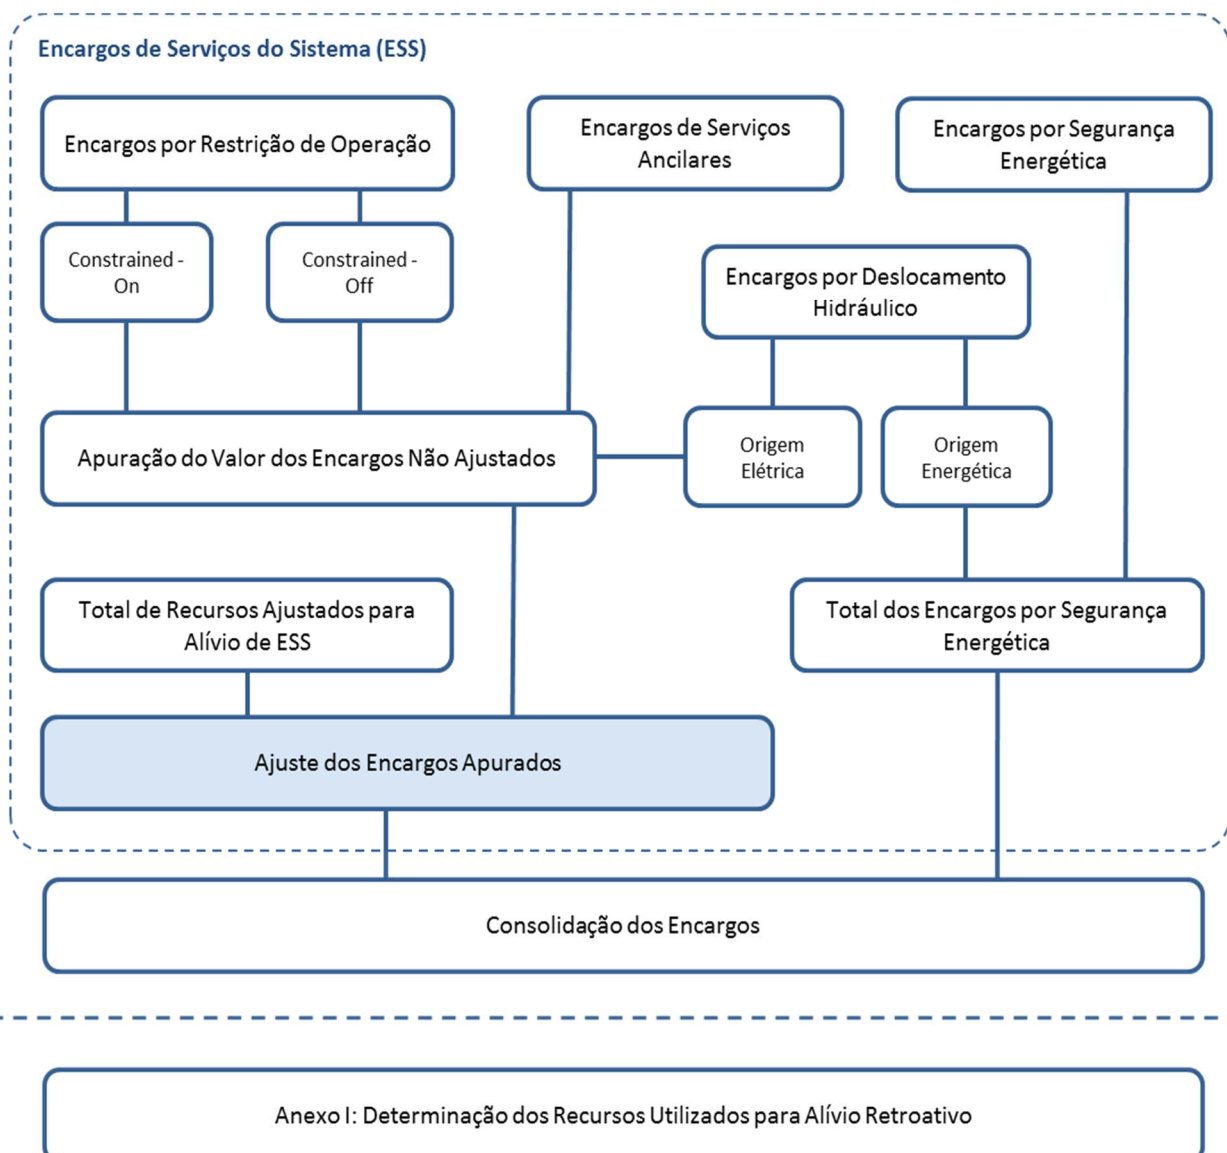 Encargos de Serviços do Sistema (ESS)
Encargos por Restrição de Operação
Encargos de Serviços
Ancilares
Encargos por Segurança
Energética
Constrained -
On
Constrained -
Off
Encargos por Deslocamento
Hidráulico
Apuração do Valor dos Encargos Não Ajustados
Origem
Elétrica
Origem
Energética
Total de Recursos Ajustados para
Alívio de ESS
Total dos Encargos por Segurança
Energética
Ajuste dos Encargos Apurados
Consolidação dos Encargos
Anexo I: Determinação dos Recursos Utilizados para Alívio Retroativo